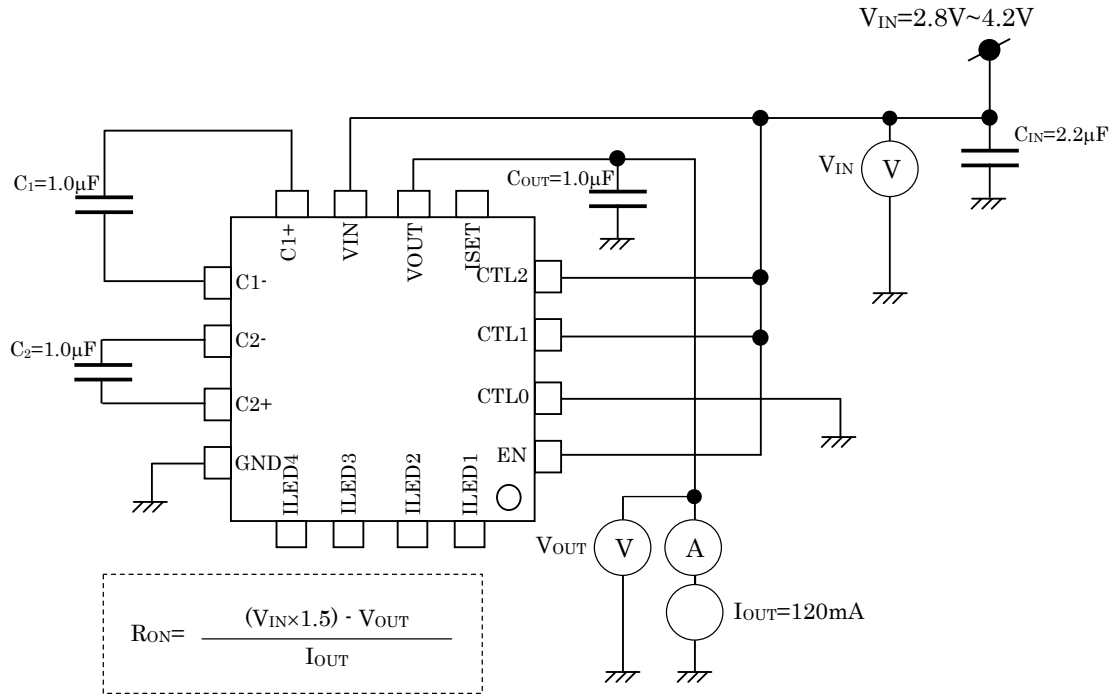 VIN=2.8V~4.2V
CIN=2.2μF
VIN
V
C1=1.0μF
COUT=1.0μF
C1+
VIN
VOUT
ISET
C1-
CTL2
C2-
CTL1
C2=1.0μF
C2+
CTL0
GND
EN
ILED4
ILED3
ILED2
ILED1
VOUT
V
A
IOUT=120mA
RON= (VIN×1.5) - VOUT
IOUT